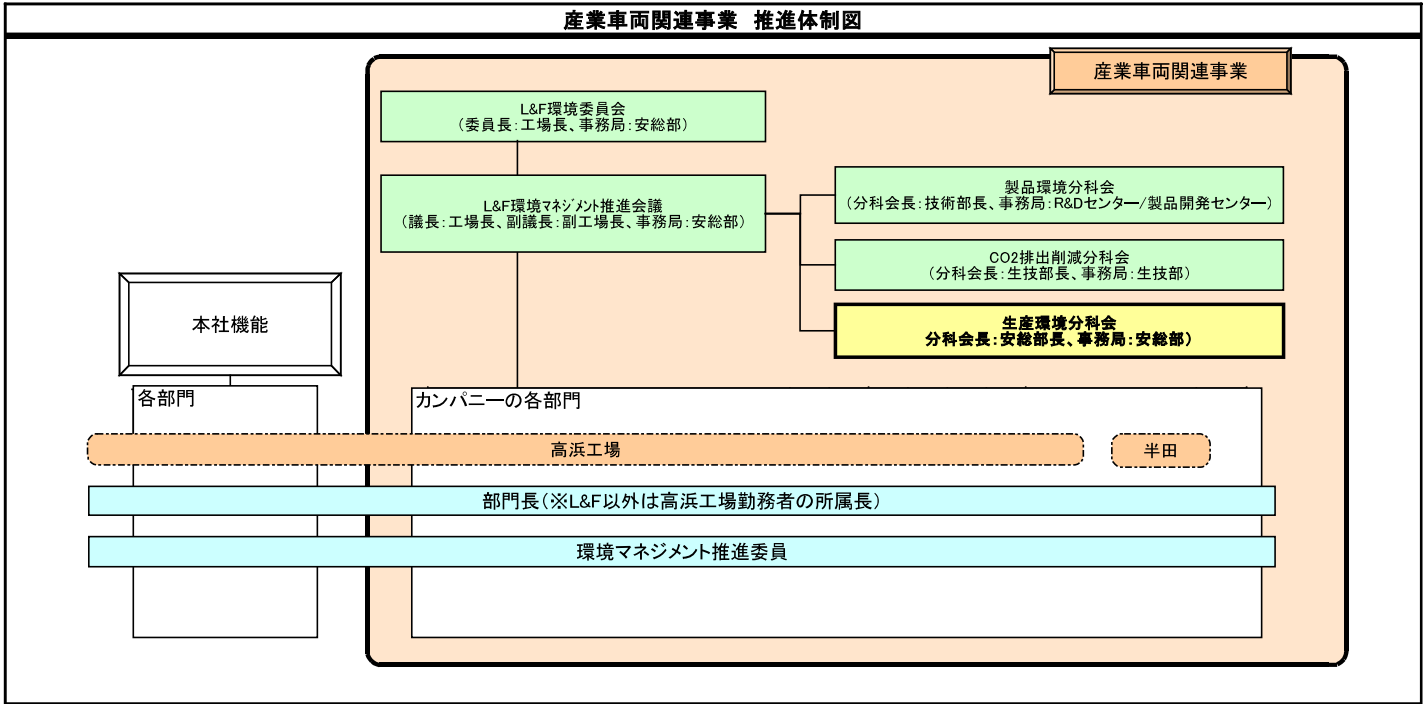 産業車両関連事業 推進体制図
産業車両関連事業
L&F環境委員会
（委員長：工場長、事務局：安総部）
L&F環境マネジメント推進会議
（議長：工場長、副議長：副工場長、事務局：安総部）
製品環境分科会
（分科会長：技術部長、事務局：R&Dセンター/製品開発センター）
CO2排出削減分科会
（分科会長：生技部長、事務局：生技部）
生産環境分科会
分科会長：安総部長、事務局：安総部）
本社機能
各部門
カンパニーの各部門
高浜工場
半田
部門長（※L&F以外は高浜工場勤務者の所属長）
環境マネジメント推進委員